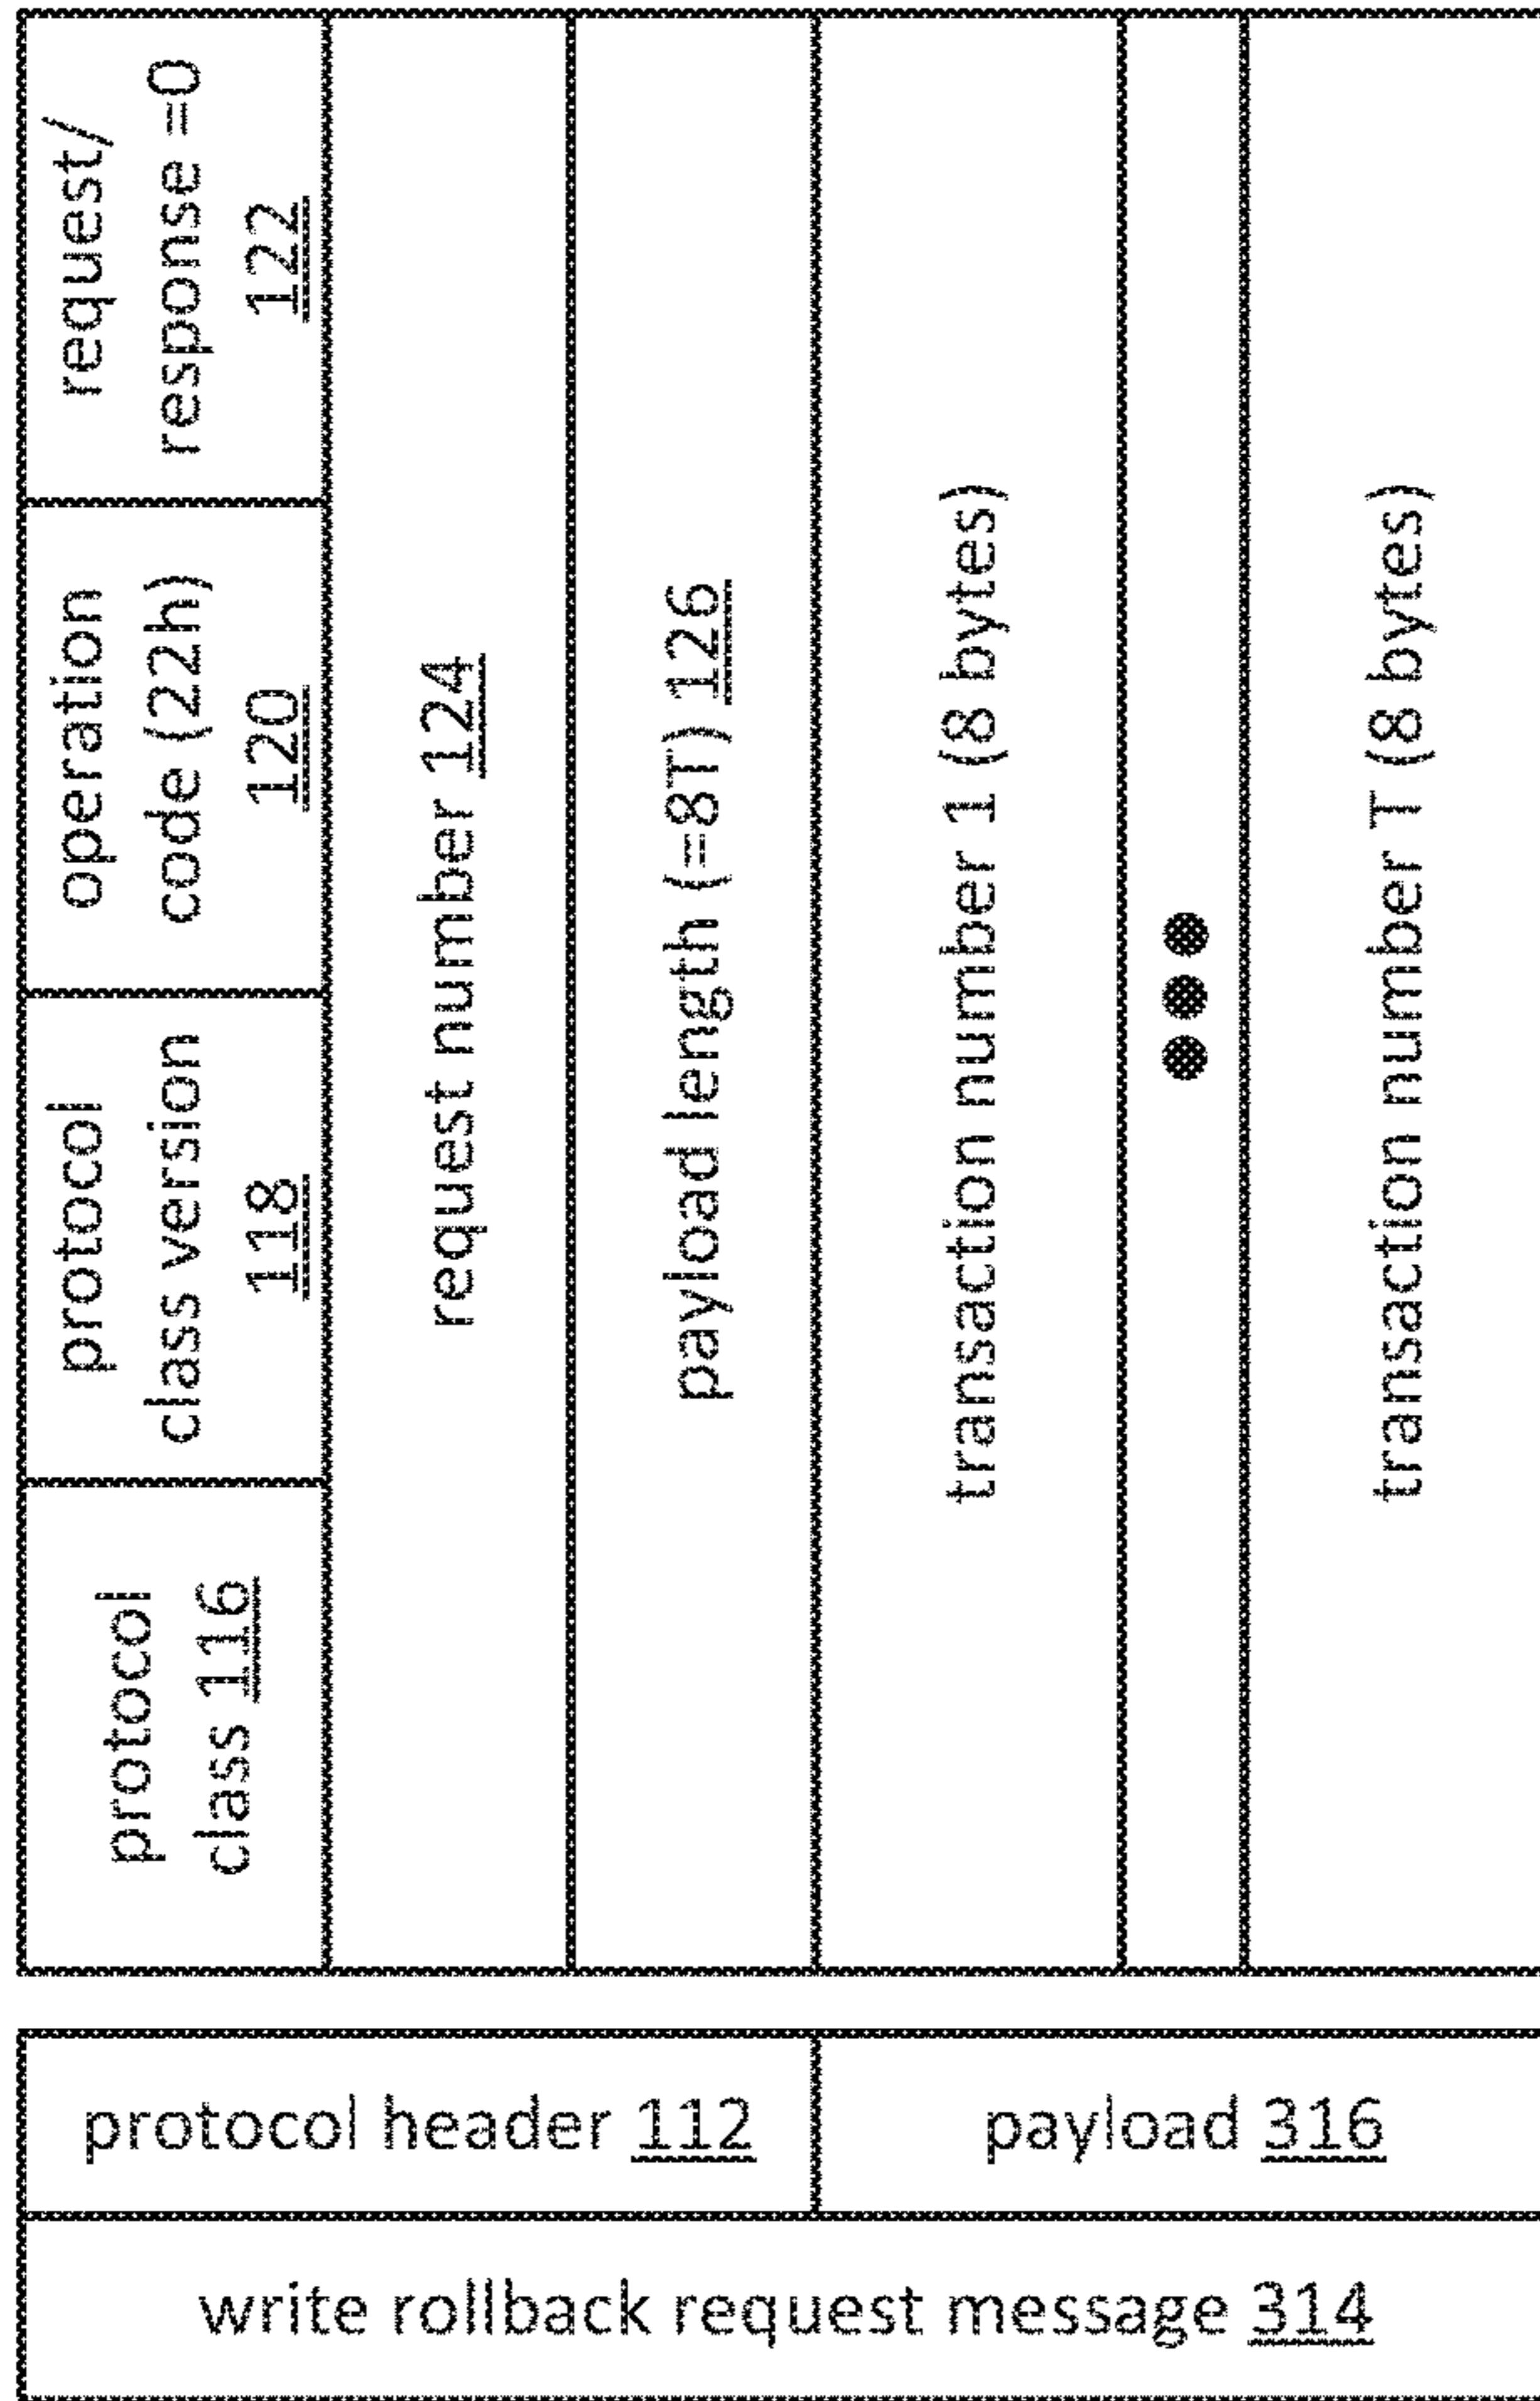 write rollback request message 314
protocol header 112
payload 316
protocol
class 116
protocol
class version
118
operation
code (22h)
120
request/
response =0
122
request number 124
payload length (=8T) 126
transaction number 1 (8 bytes)
transaction number T (8 bytes)